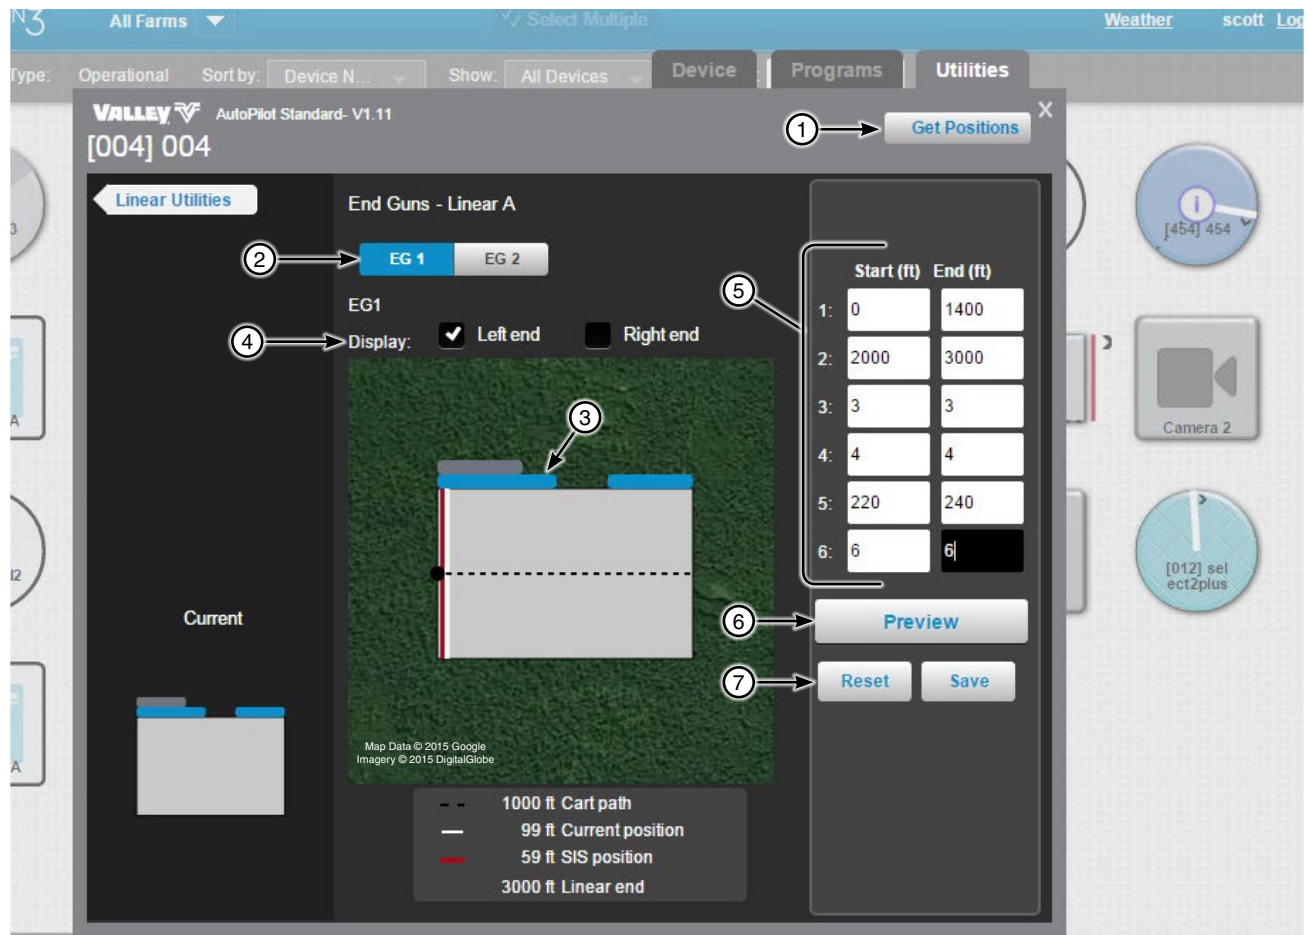 N3
All Farms
Select Multiple
Weather
scott
Log
Type:
Operational
Sort by:
Device N...
Show:
All Devices
Device
Programs
Utilities
VALLEY AutoPilot Standard- V1.11
X
[004] 004
1
Get Positions
Linear Utilities
End Guns - Linear A
2
EG 1
EG 2
5
Start (ft)
End (ft)
EG1
4
Display:
Left end
Right end
1: 0 1400
2: 2000 3000
3: 3 3
4: 4 4
5: 220 240
6: 6 6
3
6
Preview
7
Reset
Save
Current
Map Data © 2015 Google
Imagery © 2015 DigitalGlobe
1000 ft Cart path
99 ft Current position
59 ft SIS position
3000 ft Linear end
3
A
12
A
i
[454] 454
Camera 2
[012] sel
ect2plus